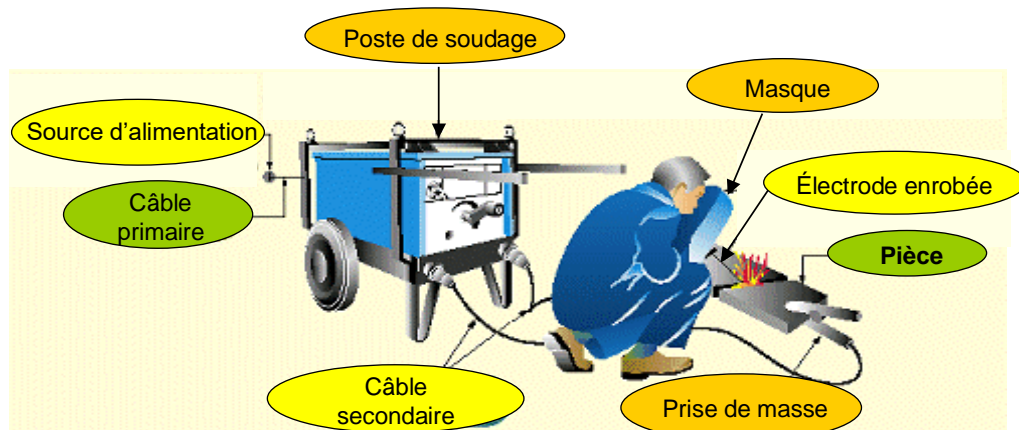 Poste de soudage
Masque
Source d’alimentation
Électrode enrobée
Câble
primaire
Pièce
Câble
secondaire
Prise de masse